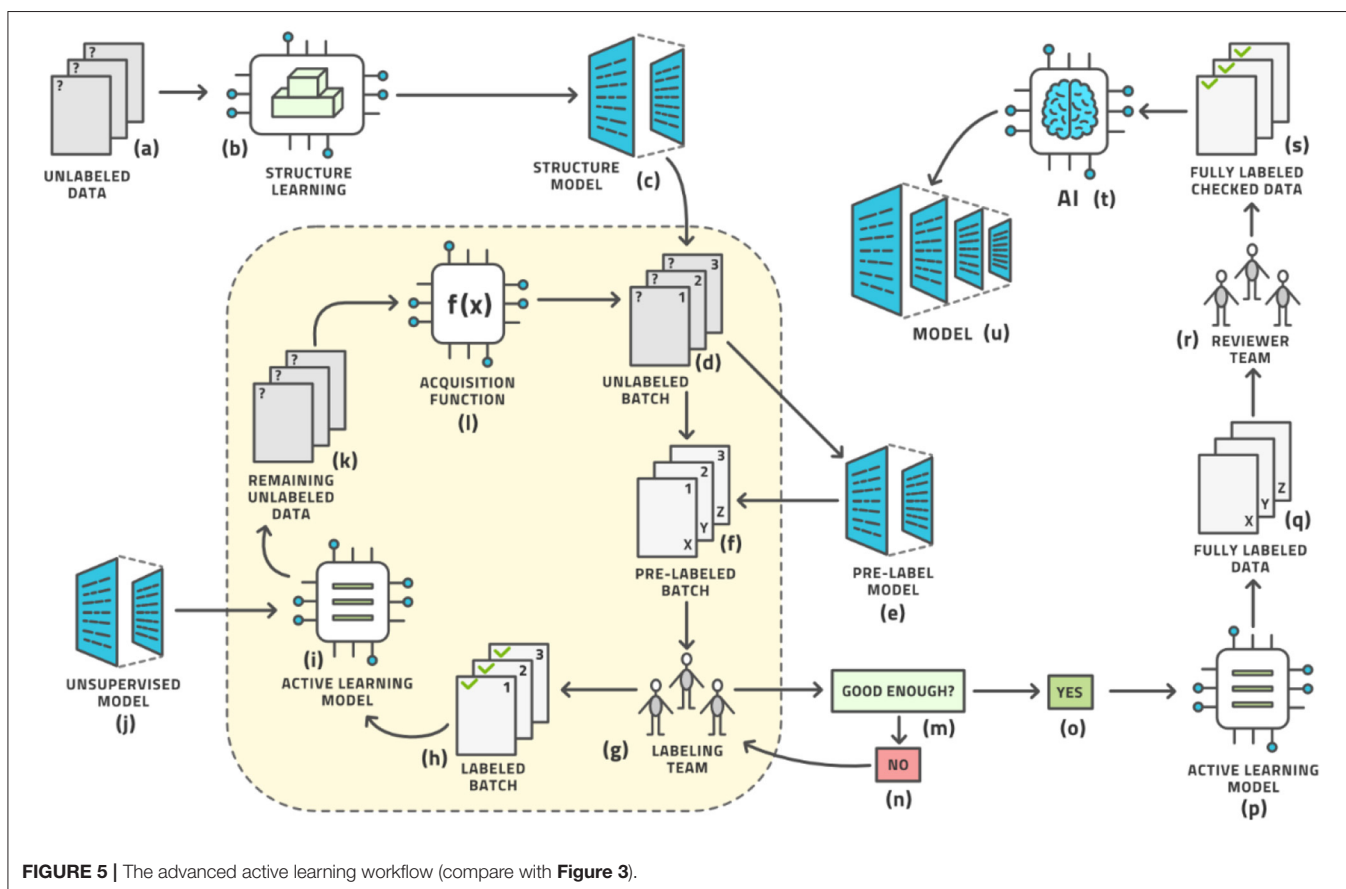 ?
?
?
(a)
UNLABELED
DATA
(b)
STRUCTURE
LEARNING
STRUCTURE
MODEL
(c)
AI (t)
(s)
FULLY LABELED
CHECKED DATA
MODEL (u)
(r)
REVIEWER
TEAM
f(x)
ACQUISITION
FUNCTION
(l)
? 3
? 2
? 1
(d)
UNLABELED
BATCH
?
?
?
(k)
REMAINING
UNLABELED
DATA
3
2
1
Z
Y
X
(f)
PRE-LABELED
BATCH
PRE-LABEL
MODEL
(e)
Z
Y
X
(q)
FULLY LABELED
DATA
UNSUPERVISED
MODEL
(j)
(i)
ACTIVE LEARNING
MODEL
3
2
1
(h)
LABELED
BATCH
(g)
LABELING
TEAM
GOOD ENOUGH?
(m)
NO
(n)
YES
(o)
ACTIVE LEARNING
MODEL
(p)
FIGURE 5 | The advanced active learning workflow (compare with Figure 3).